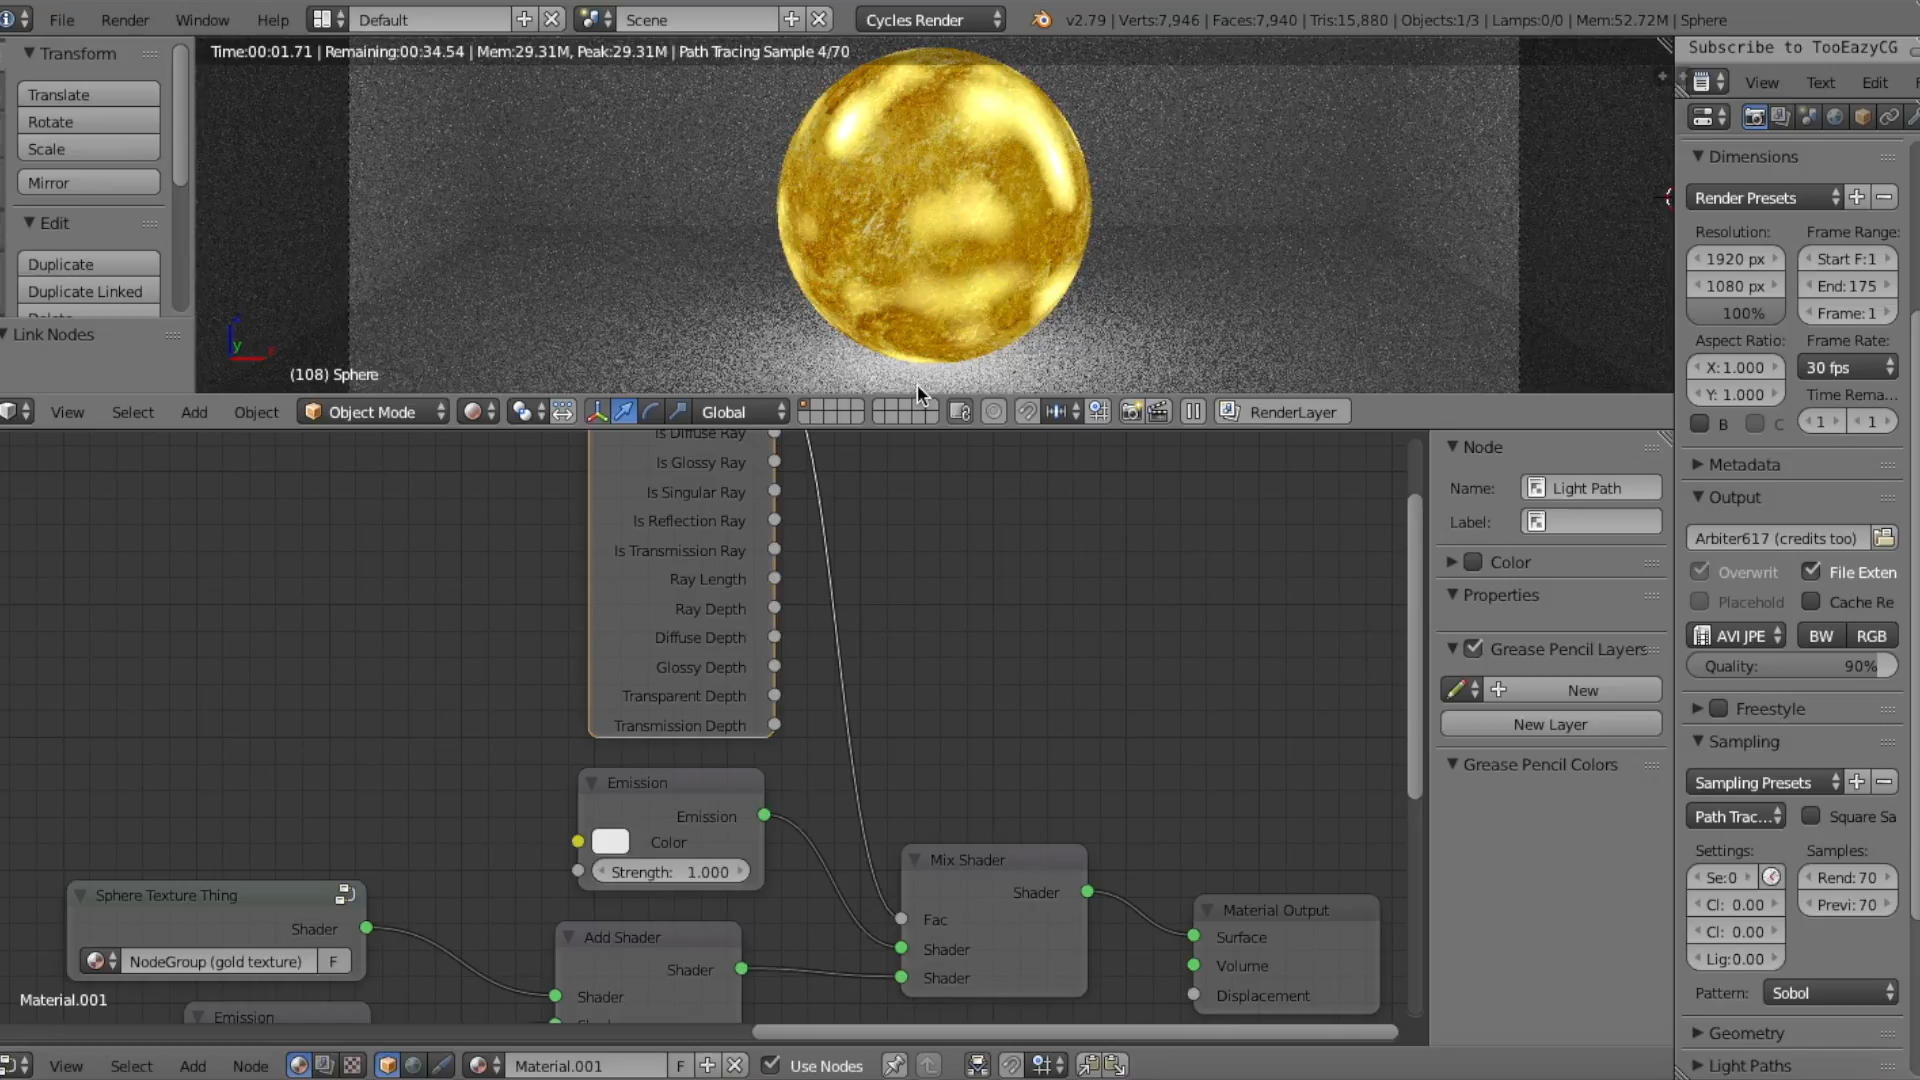 File Render Window Help Default Scene Cycles Render v2.79 | Verts:7,946 | Faces:7,940 | Tris:15,880 | Objects:1/3 | Lamps:0/0 | Mem:52.72M | Sphere
Subscribe to TooEazyCG
Time:00:01.71 | Remaining:00:34.54 | Mem:29.31M, Peak:29.31M | Path Tracing Sample 4/70
Transform
Translate
Rotate
Scale
Mirror
Edit
Duplicate
Duplicate Linked
Link Nodes
y
(108) Sphere
View Select Add Object Object Mode Global RenderLayer
Is Diffuse Ray
Is Glossy Ray
Is Singular Ray
Is Reflection Ray
Is Transmission Ray
Ray Length
Ray Depth
Diffuse Depth
Glossy Depth
Transparent Depth
Transmission Depth
Emission
Emission
Color
Strength: 1.000
Sphere Texture Thing
Shader
NodeGroup (gold texture) F
Emission
Add Shader
Shader
Shader
Mix Shader
Shader
Fac
Shader
Shader
Material Output
Surface
Volume
Displacement
Material.001
View Select Add Node Material.001 F Use Nodes
Node
Name: Light Path
Label:
Color
Properties
Grease Pencil Layers
New
New Layer
Grease Pencil Colors
View Text Edit
Dimensions
Render Presets
Resolution: Frame Range:
1920 px Start F:1
1080 px End: 175
100% Frame: 1
Aspect Ratio: Frame Rate:
X: 1.000 30 fps
Y: 1.000 Time Rema...
B C 1 1
Metadata
Output
Arbiter617 (credits too)
Overwrit File Exten
Placehold Cache Re
AVI JPE BW RGB
Quality: 90%
Freestyle
Sampling
Sampling Presets
Path Trac... Square Sa
Settings: Samples:
Se:0 Rend: 70
Cl: 0.00 Previ: 70
Cl: 0.00
Lig:0.00
Pattern: Sobol
Geometry
Light Paths